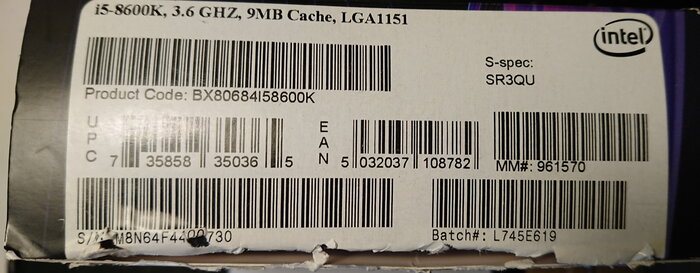 i5-8600K, 3.6 GHZ, 9MB Cache, LGA1151
intel
S-spec:
SR3QU
Product Code: BX80684I58600K
UPC
7 35858 35036 5
EAN
5 032037 108782
MM#: 961570
Batch#: L745E619